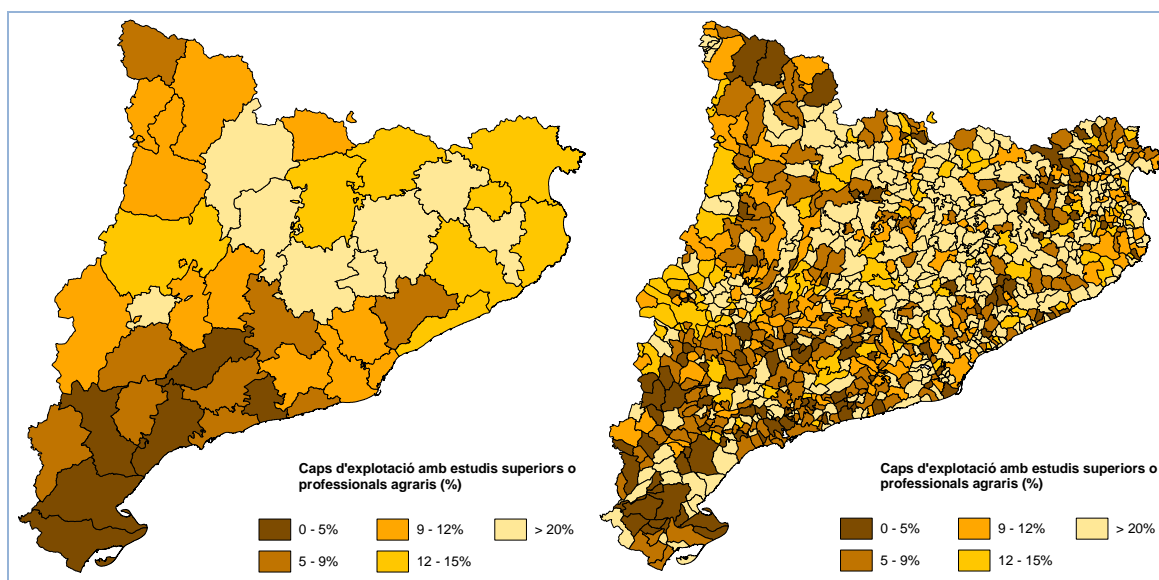 Caps d'explotació amb estudis superiors o
professionals agraris (%)
0 - 5%
9 - 12%
> 20%
5 - 9%
12 - 15%
Caps d'explotació amb estudis superiors o
professionals agraris (%)
0 - 5%
9 - 12%
> 20%
5 - 9%
12 - 15%